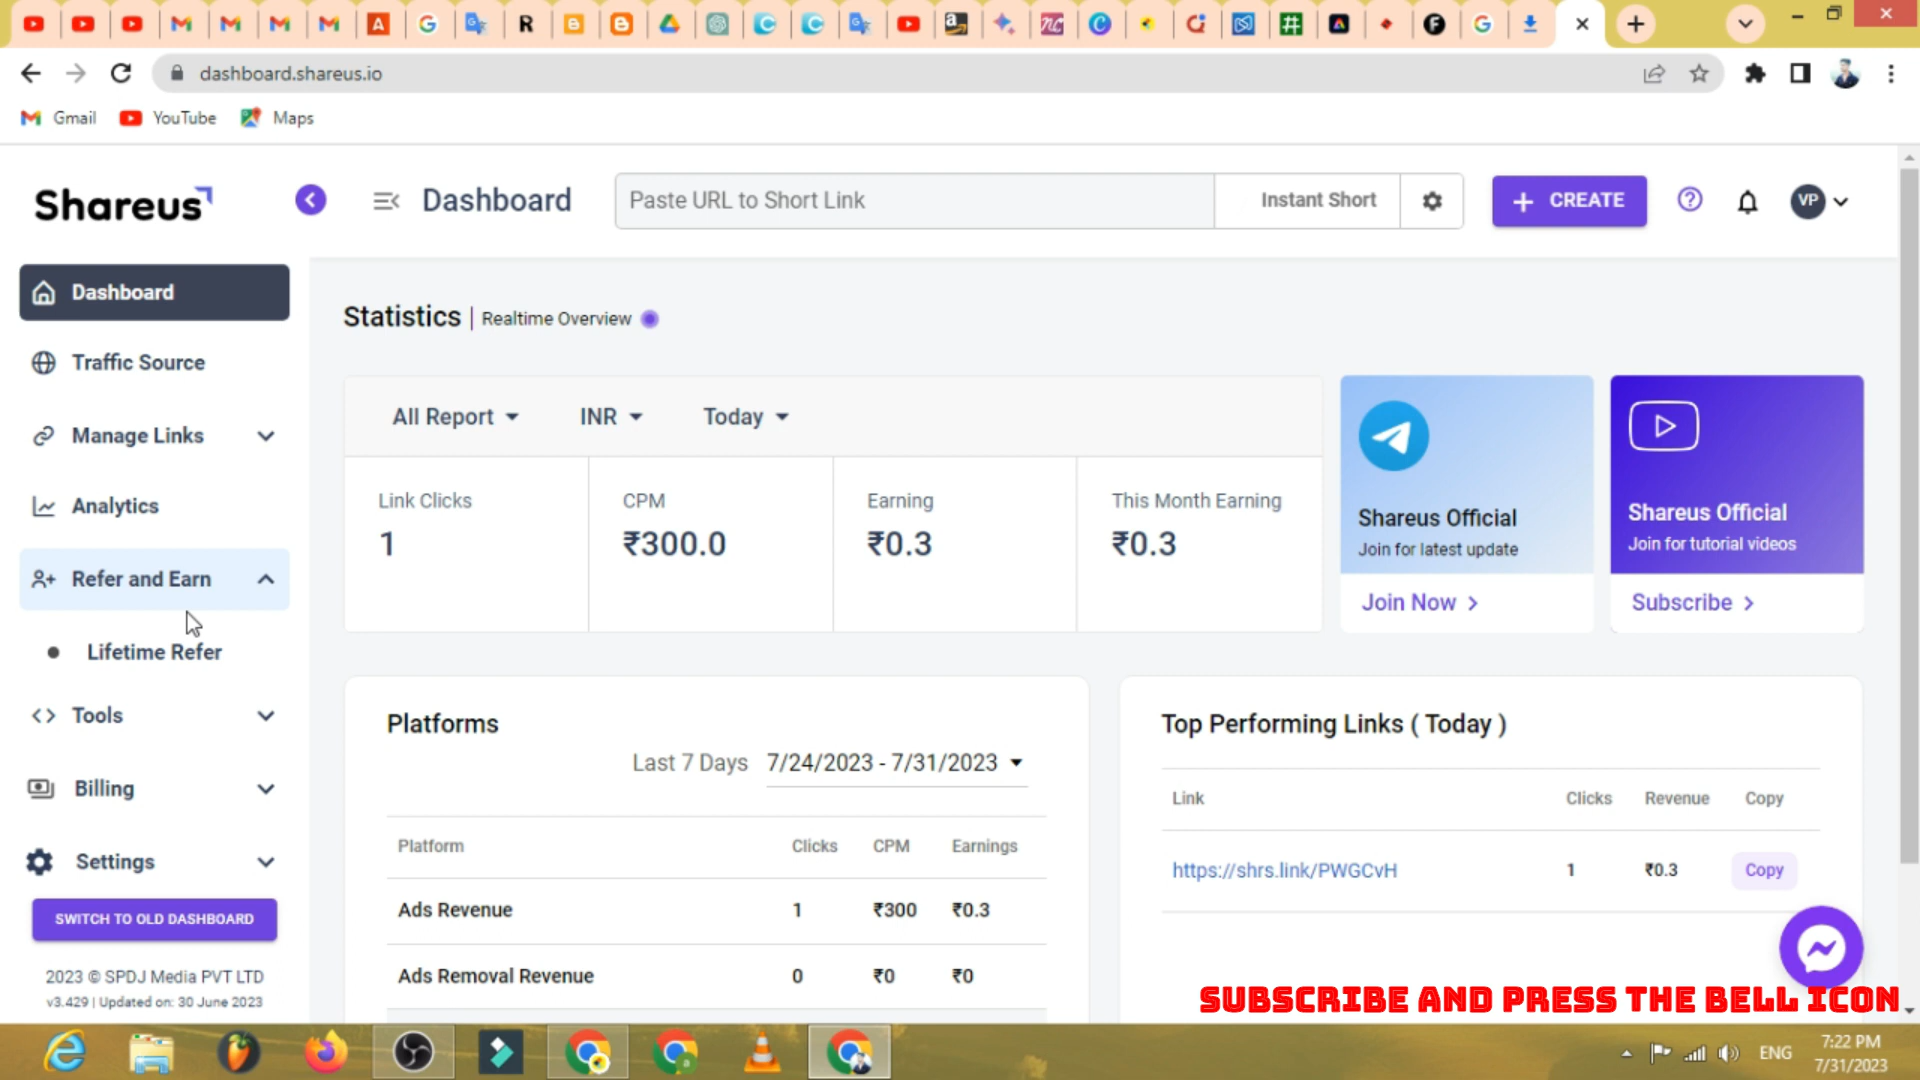 dashboard.shareus.io
Gmail YouTube Maps
Shareus
Dashboard
Paste URL to Short Link
Instant Short
+ CREATE
VP
Dashboard
Traffic Source
Manage Links
Analytics
Refer and Earn
Lifetime Refer
Tools
Billing
Settings
SWITCH TO OLD DASHBOARD
2023 © SPDJ Media PVT LTD
v3.429 | Updated on: 30 June 2023
Statistics | Realtime Overview
All Report INR Today
Link Clicks CPM Earning This Month Earning
1 ₹300.0 ₹0.3 ₹0.3
Shareus Official
Join for latest update
Join Now >
Shareus Official
Join for tutorial videos
Subscribe >
Platforms
Last 7 Days 7/24/2023 - 7/31/2023
Platform Clicks CPM Earnings
Ads Revenue 1 ₹300 ₹0.3
Ads Removal Revenue 0 ₹0 ₹0
Top Performing Links ( Today )
Link Clicks Revenue Copy
https://shrs.link/PWGCvH 1 ₹0.3 Copy
SUBSCRIBE AND PRESS THE BELL ICON
ENG
7:22 PM
7/31/2023